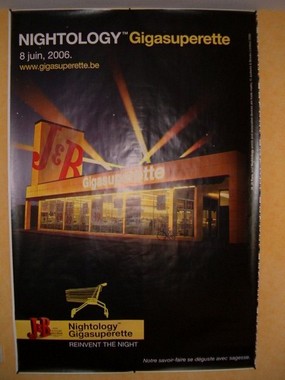 NIGHTOLOGY™ Gigasuperette
8 juin, 2006.
www.gigasuperette.be
J&B
Gigasuperette
J&B
Nightology™
Gigasuperette
REINVENT THE NIGHT
Notre savoir-faire se déguste avec sagesse.